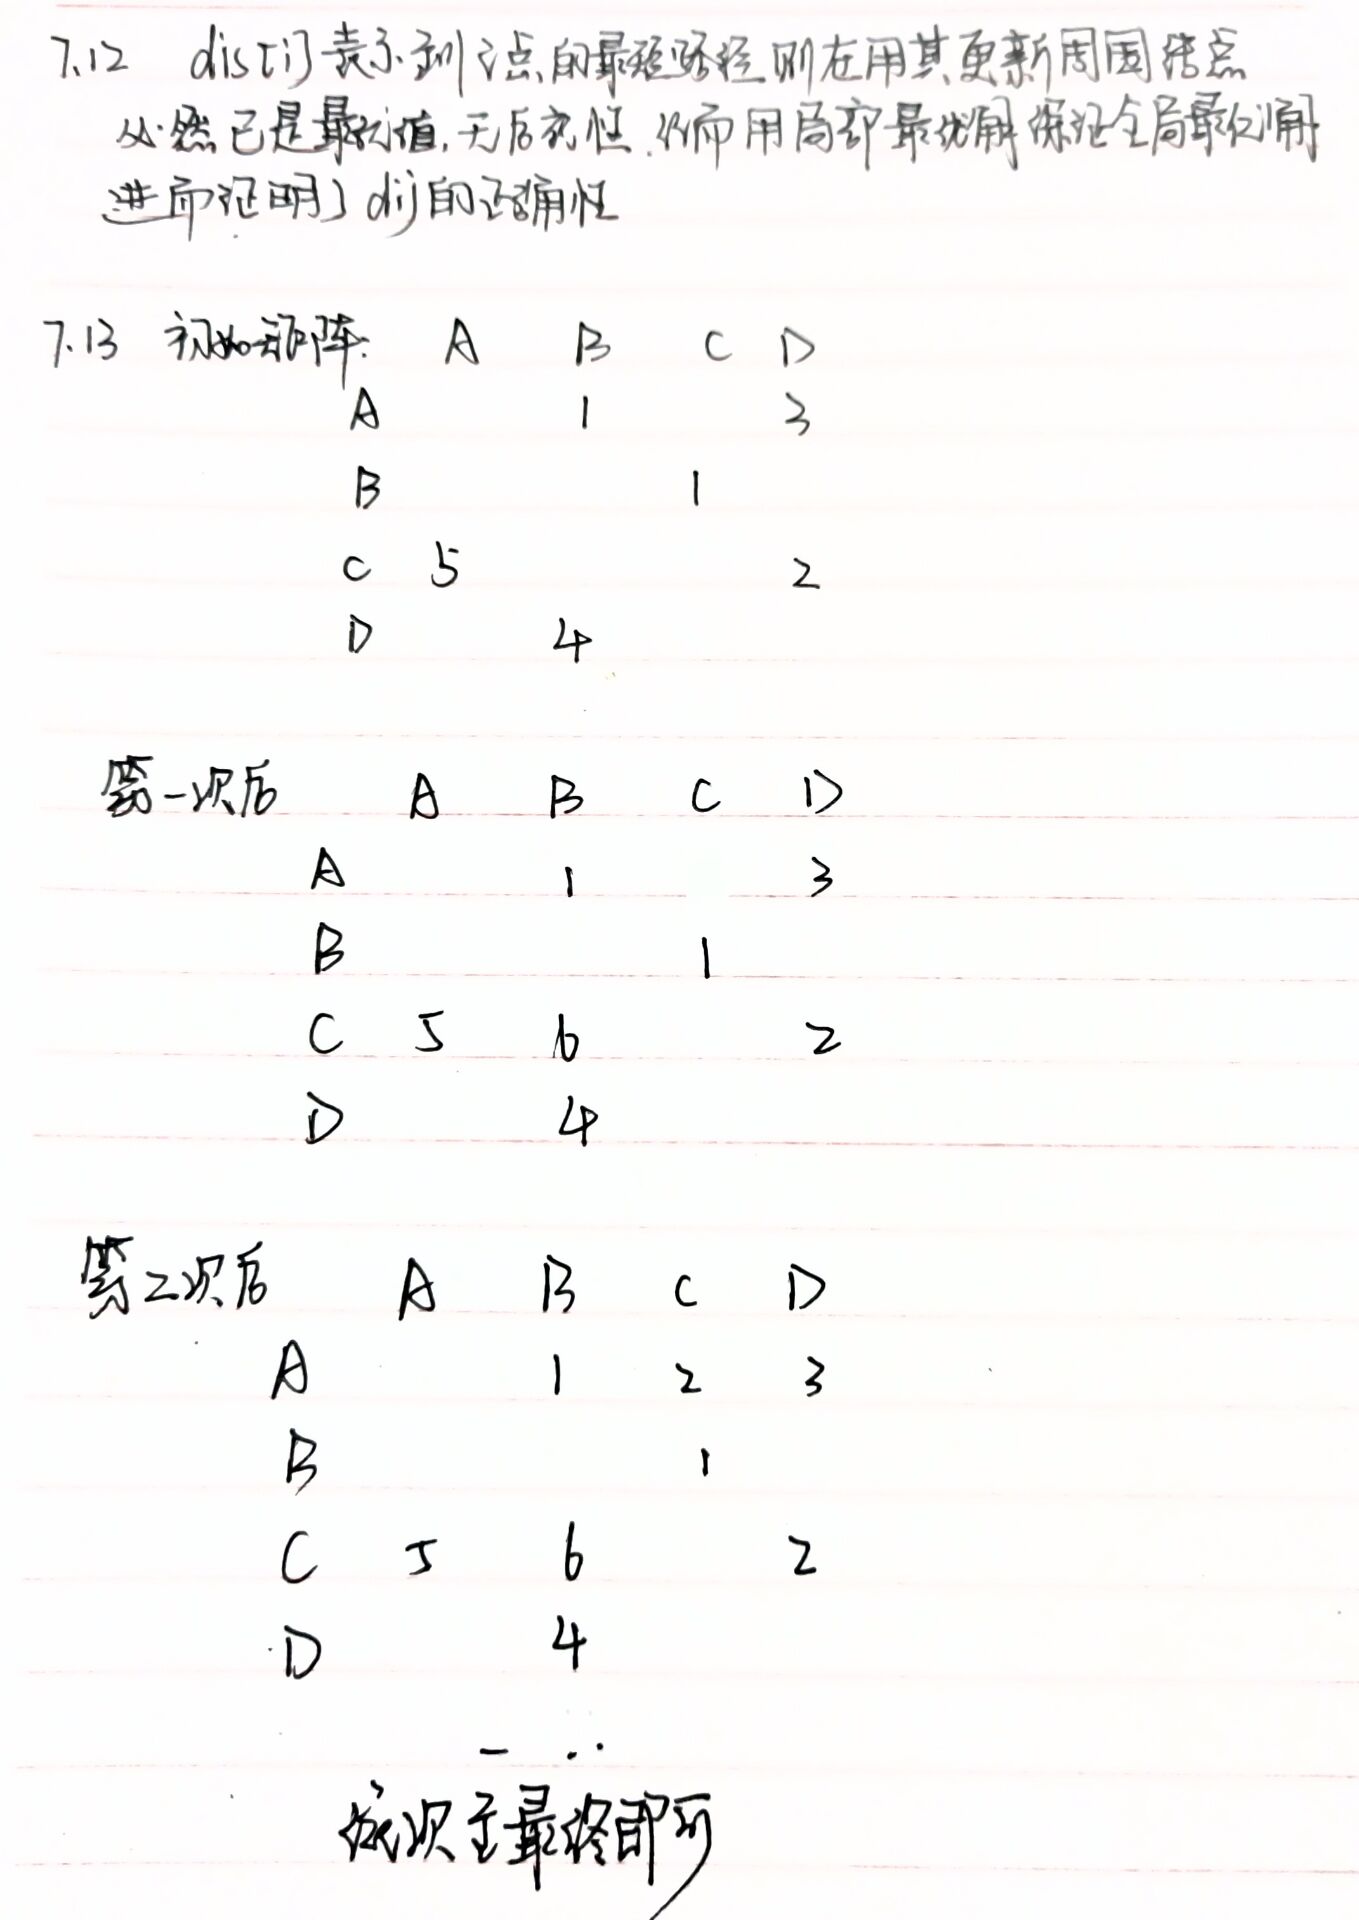 7.12 dis[i]表示到i点的最短路径则在用其更新周围结点
必然已是最优值,无后效性.从而用局部最优解保证全局最优解
进而证明了dij的正确性
7.13 初始矩阵: A B C D
A 1 3
B 1
C 5 2
D 4
第一次后 A B C D
A 1 3
B 1
C 5 6 2
D 4
第二次后 A B C D
A 1 2 3
B 1
C 5 6 2
D 4
依次至最终即可